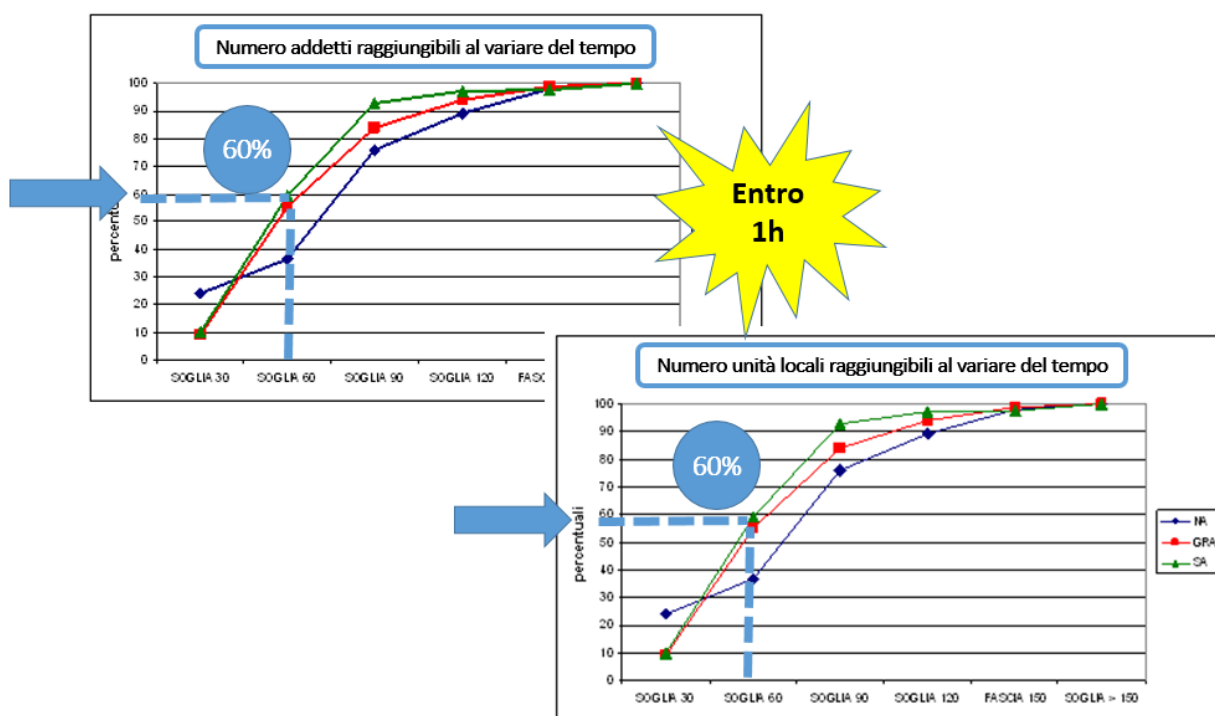 Numero addetti raggiungibili al variare del tempo
100
90
80
70
60
50
40
30
20
10
0
60%
SOGLIA 30
SOGLIA 60
SOGLIA 90
SOGLIA 120
Entro
1h
Numero unità locali raggiungibili al variare del tempo
percentuali
100
90
80
70
60
50
40
30
20
10
0
60%
SOGLIA 30
SOGLIA 60
SOGLIA 90
SOGLIA 120
FASCIA 150
SOGLIA > 150
NA
GRA
SA